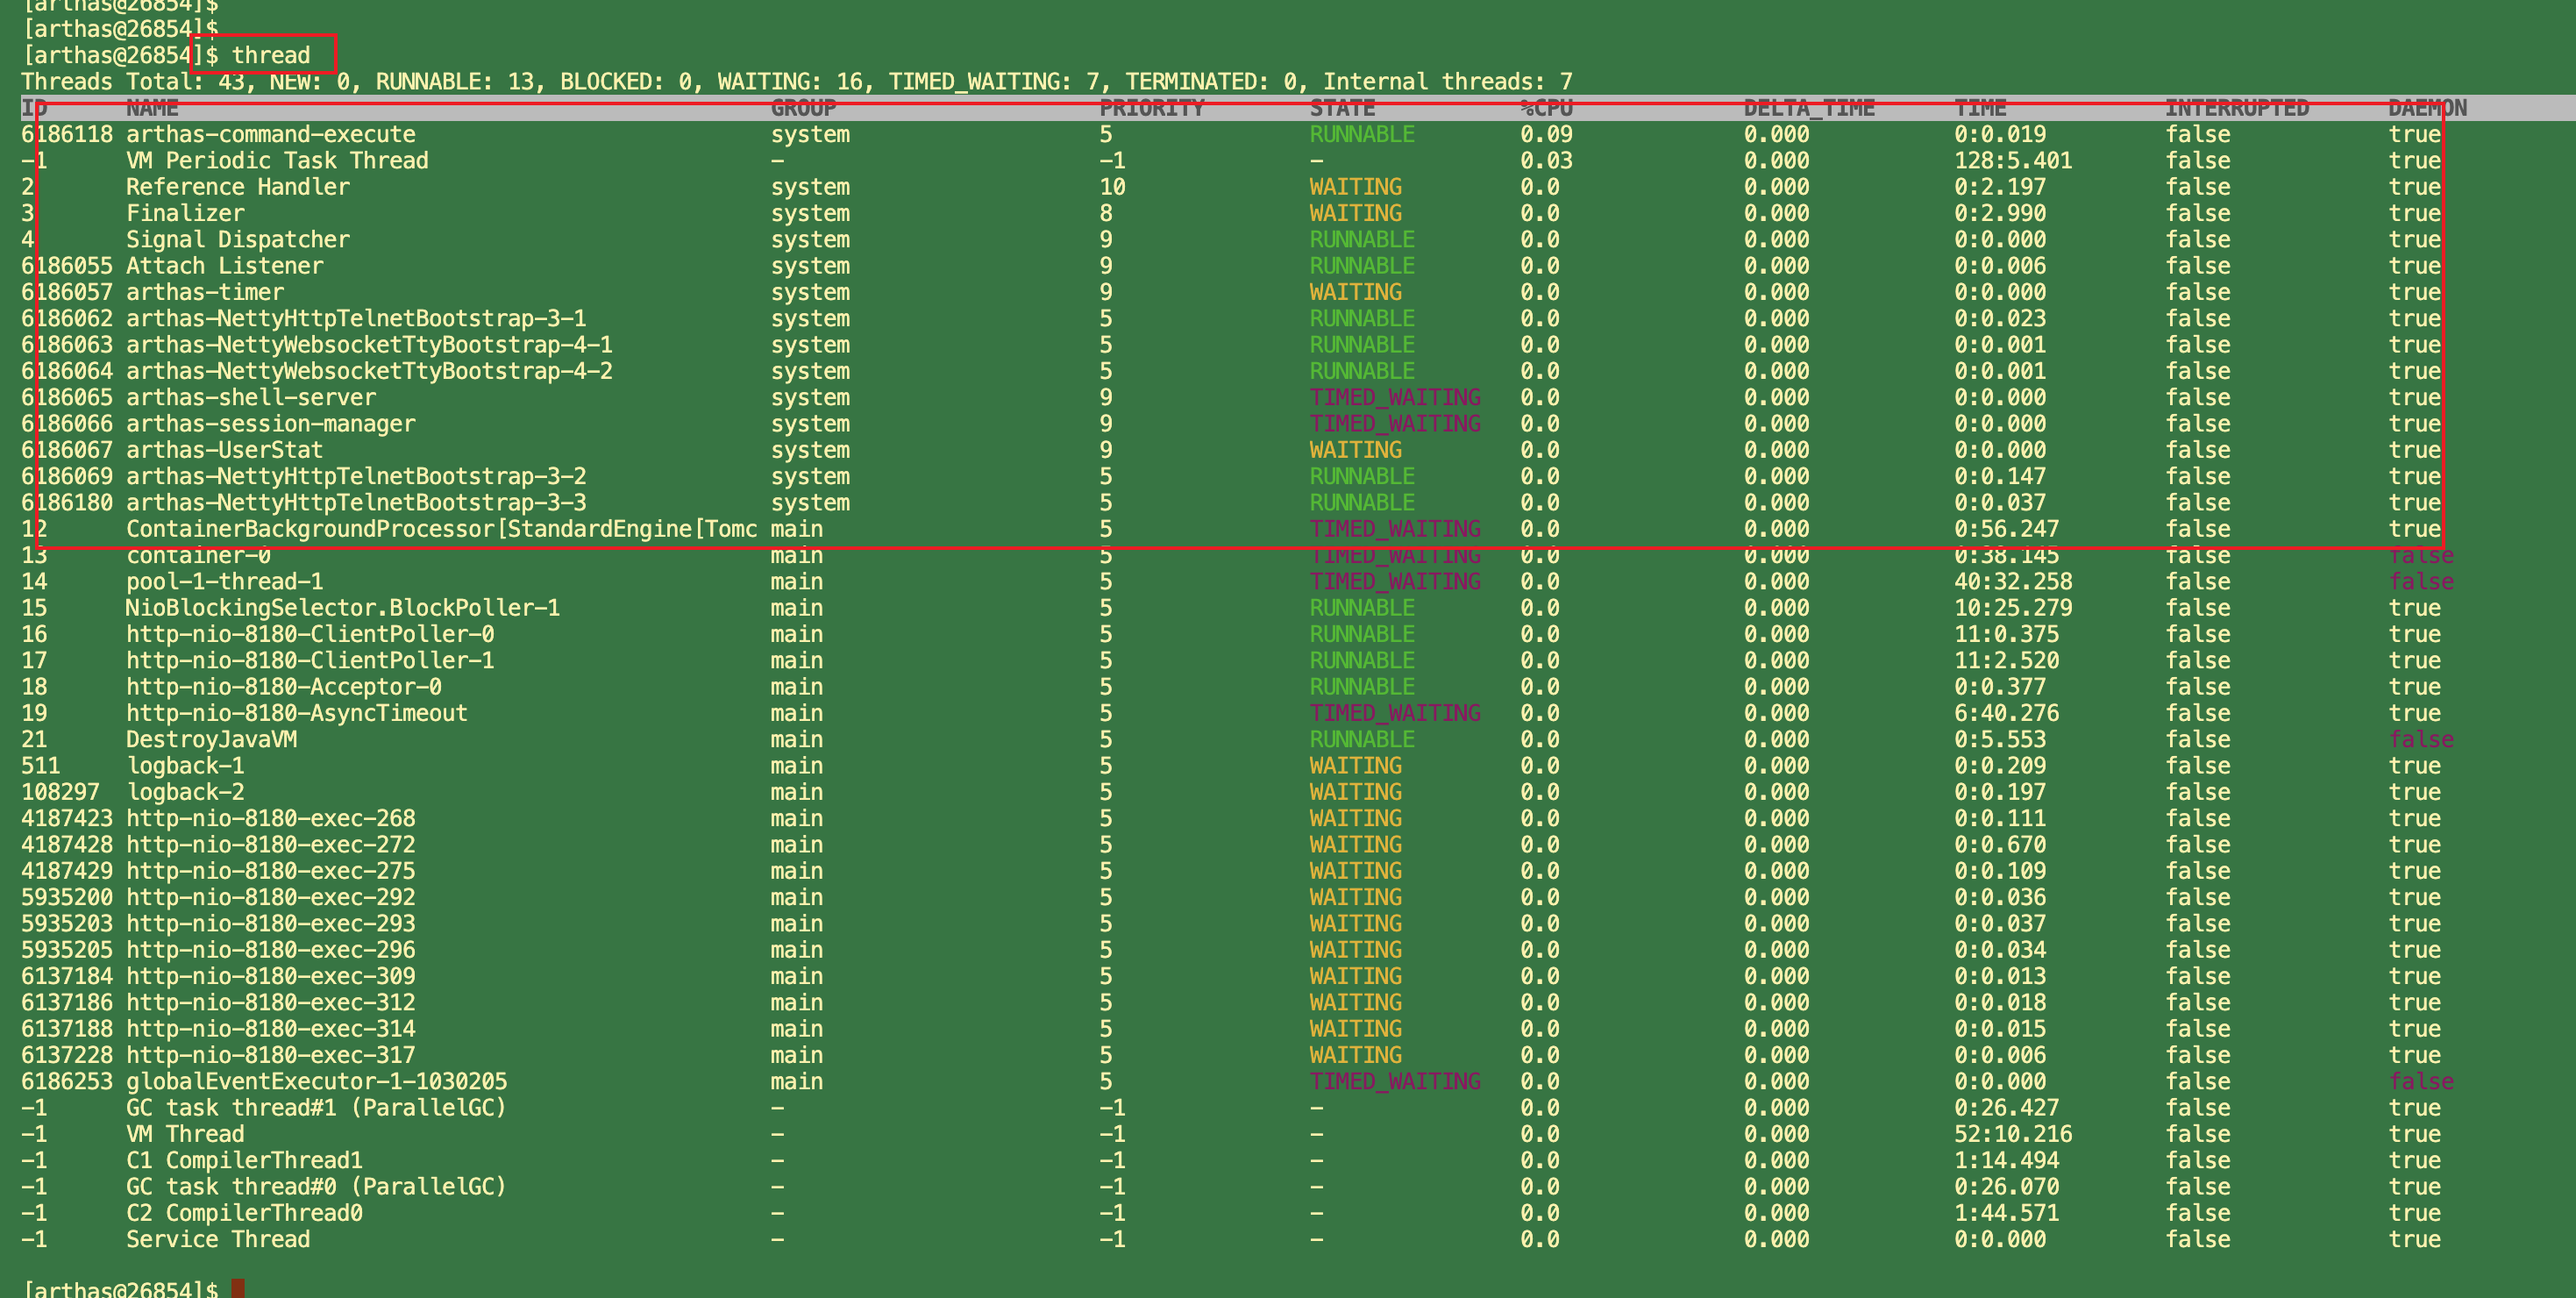 [arthas@26854]$
[arthas@26854]$
[arthas@26854]$ thread
Threads Total: 43, NEW: 0, RUNNABLE: 13, BLOCKED: 0, WAITING: 16, TIMED_WAITING: 7, TERMINATED: 0, Internal threads: 7
ID NAME GROUP PRIORITY STATE %CPU DELTA_TIME TIME INTERRUPTED DAEMON
6186118 arthas-command-execute system 5 RUNNABLE 0.09 0.000 0:0.019 false true
-1 VM Periodic Task Thread - -1 - 0.03 0.000 128:5.401 false true
2 Reference Handler system 10 WAITING 0.0 0.000 0:2.197 false true
3 Finalizer system 8 WAITING 0.0 0.000 0:2.990 false true
4 Signal Dispatcher system 9 RUNNABLE 0.0 0.000 0:0.000 false true
6186055 Attach Listener system 9 RUNNABLE 0.0 0.000 0:0.006 false true
6186057 arthas-timer system 9 WAITING 0.0 0.000 0:0.000 false true
6186062 arthas-NettyHttpTelnetBootstrap-3-1 system 5 RUNNABLE 0.0 0.000 0:0.023 false true
6186063 arthas-NettyWebsocketTtyBootstrap-4-1 system 5 RUNNABLE 0.0 0.000 0:0.001 false true
6186064 arthas-NettyWebsocketTtyBootstrap-4-2 system 5 RUNNABLE 0.0 0.000 0:0.001 false true
6186065 arthas-shell-server system 9 TIMED_WAITING 0.0 0.000 0:0.000 false true
6186066 arthas-session-manager system 9 TIMED_WAITING 0.0 0.000 0:0.000 false true
6186067 arthas-UserStat system 9 WAITING 0.0 0.000 0:0.000 false true
6186069 arthas-NettyHttpTelnetBootstrap-3-2 system 5 RUNNABLE 0.0 0.000 0:0.147 false true
6186180 arthas-NettyHttpTelnetBootstrap-3-3 system 5 RUNNABLE 0.0 0.000 0:0.037 false true
12 ContainerBackgroundProcessor[StandardEngine[Tomc main 5 TIMED_WAITING 0.0 0.000 0:56.247 false true
13 container-0 main 5 TIMED_WAITING 0.0 0.000 0:38.145 false false
14 pool-1-thread-1 main 5 TIMED_WAITING 0.0 0.000 40:32.258 false false
15 NioBlockingSelector.BlockPoller-1 main 5 RUNNABLE 0.0 0.000 10:25.279 false true
16 http-nio-8180-ClientPoller-0 main 5 RUNNABLE 0.0 0.000 11:0.375 false true
17 http-nio-8180-ClientPoller-1 main 5 RUNNABLE 0.0 0.000 11:2.520 false true
18 http-nio-8180-Acceptor-0 main 5 RUNNABLE 0.0 0.000 0:0.377 false true
19 http-nio-8180-AsyncTimeout main 5 TIMED_WAITING 0.0 0.000 6:40.276 false true
21 DestroyJavaVM main 5 RUNNABLE 0.0 0.000 0:5.553 false false
511 logback-1 main 5 WAITING 0.0 0.000 0:0.209 false true
108297 logback-2 main 5 WAITING 0.0 0.000 0:0.197 false true
4187423 http-nio-8180-exec-268 main 5 WAITING 0.0 0.000 0:0.111 false true
4187428 http-nio-8180-exec-272 main 5 WAITING 0.0 0.000 0:0.670 false true
4187429 http-nio-8180-exec-275 main 5 WAITING 0.0 0.000 0:0.109 false true
5935200 http-nio-8180-exec-292 main 5 WAITING 0.0 0.000 0:0.036 false true
5935203 http-nio-8180-exec-293 main 5 WAITING 0.0 0.000 0:0.037 false true
5935205 http-nio-8180-exec-296 main 5 WAITING 0.0 0.000 0:0.034 false true
6137184 http-nio-8180-exec-309 main 5 WAITING 0.0 0.000 0:0.013 false true
6137186 http-nio-8180-exec-312 main 5 WAITING 0.0 0.000 0:0.018 false true
6137188 http-nio-8180-exec-314 main 5 WAITING 0.0 0.000 0:0.015 false true
6137228 http-nio-8180-exec-317 main 5 WAITING 0.0 0.000 0:0.006 false true
6186253 globalEventExecutor-1-1030205 main 5 TIMED_WAITING 0.0 0.000 0:0.000 false false
-1 GC task thread#1 (ParallelGC) - -1 - 0.0 0.000 0:26.427 false true
-1 VM Thread - -1 - 0.0 0.000 52:10.216 false true
-1 C1 CompilerThread1 - -1 - 0.0 0.000 1:14.494 false true
-1 GC task thread#0 (ParallelGC) - -1 - 0.0 0.000 0:26.070 false true
-1 C2 CompilerThread0 - -1 - 0.0 0.000 1:44.571 false true
-1 Service Thread - -1 - 0.0 0.000 0:0.000 false true
[arthas@26854]$